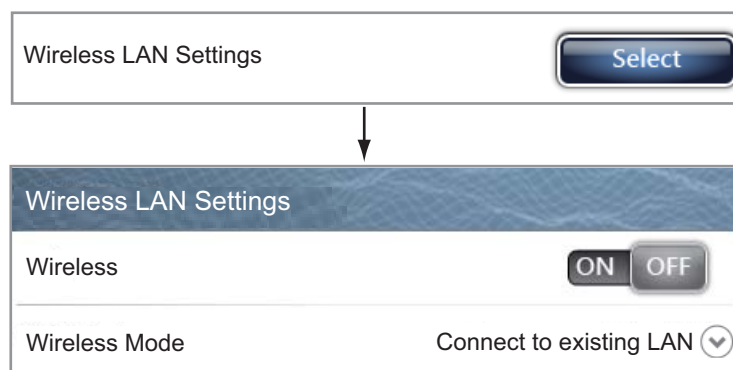 Wireless LAN Settings Select
Wireless LAN Settings
Wireless ON OFF
Wireless Mode Connect to existing LAN